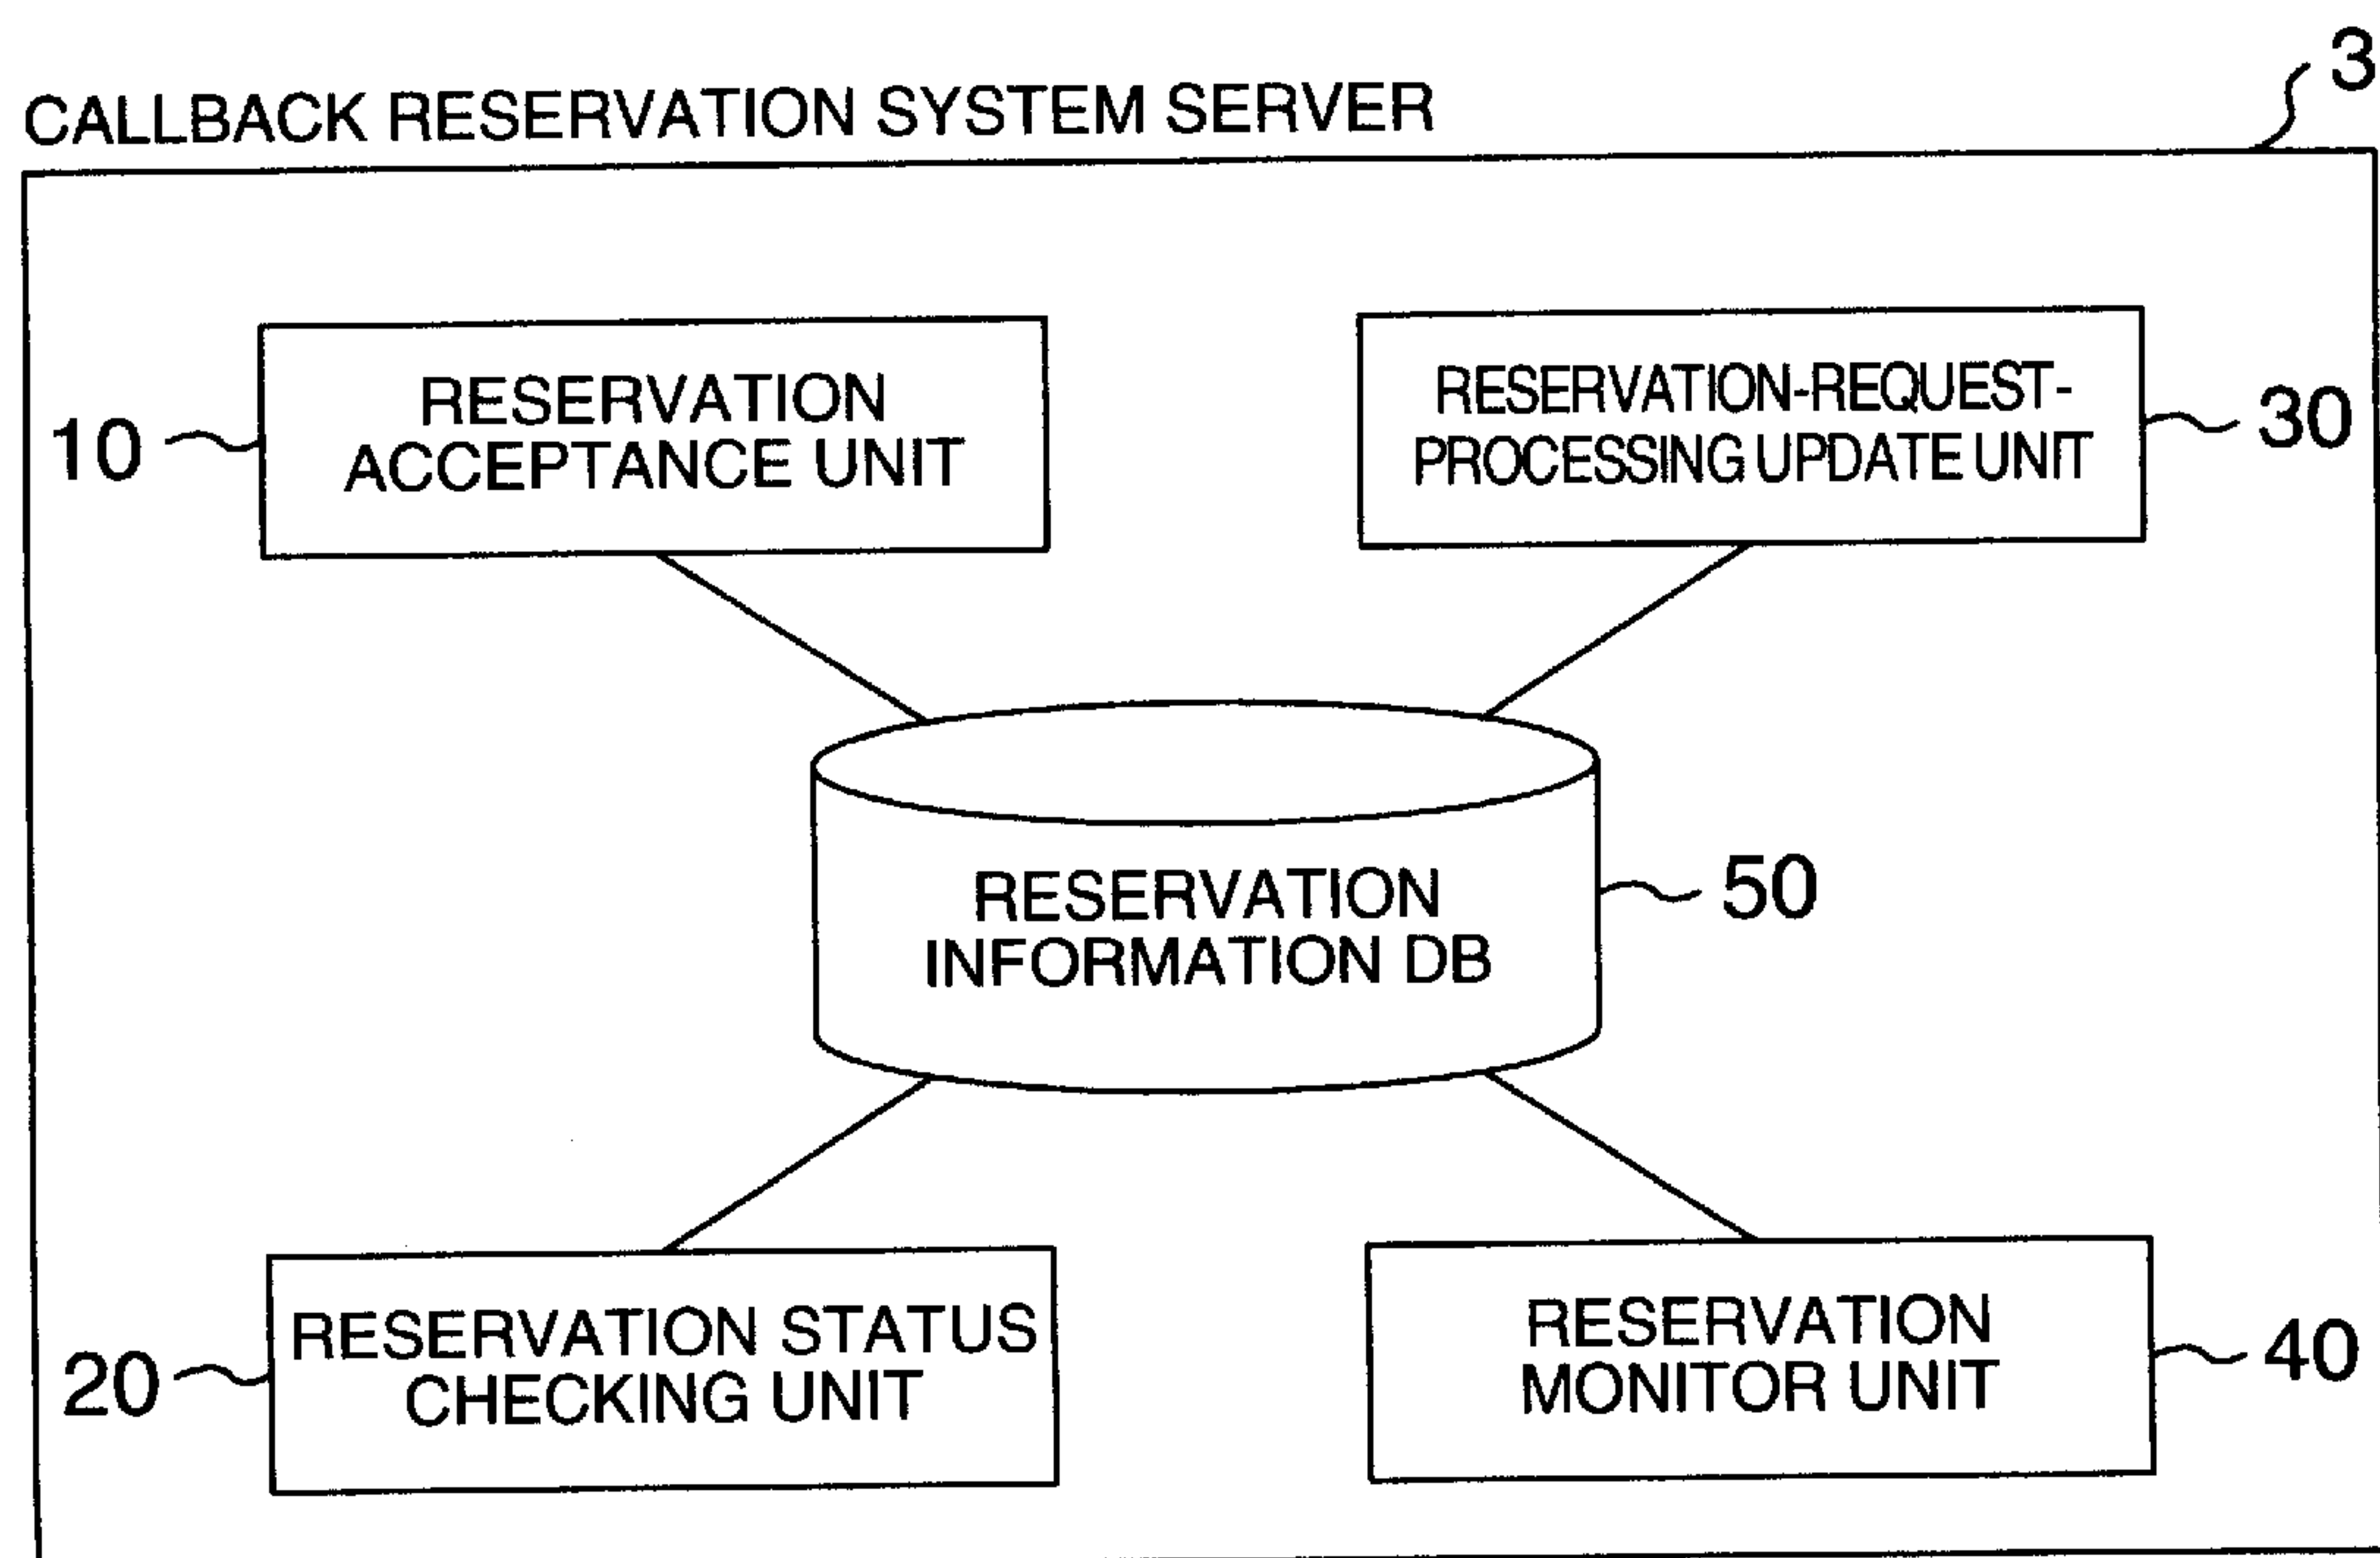 3
CALLBACK RESERVATION SYSTEM SERVER
RESERVATION
ACCEPTANCE UNIT
10
RESERVATION-REQUEST-
PROCESSING UPDATE UNIT
30
RESERVATION
INFORMATION DB
50
RESERVATION STATUS
CHECKING UNIT
20
RESERVATION
MONITOR UNIT
40